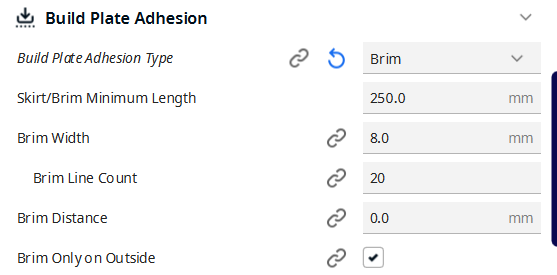 Build Plate Adhesion
Build Plate Adhesion Type Brim
Skirt/Brim Minimum Length 250.0 mm
Brim Width 8.0 mm
Brim Line Count 20
Brim Distance 0.0 mm
Brim Only on Outside